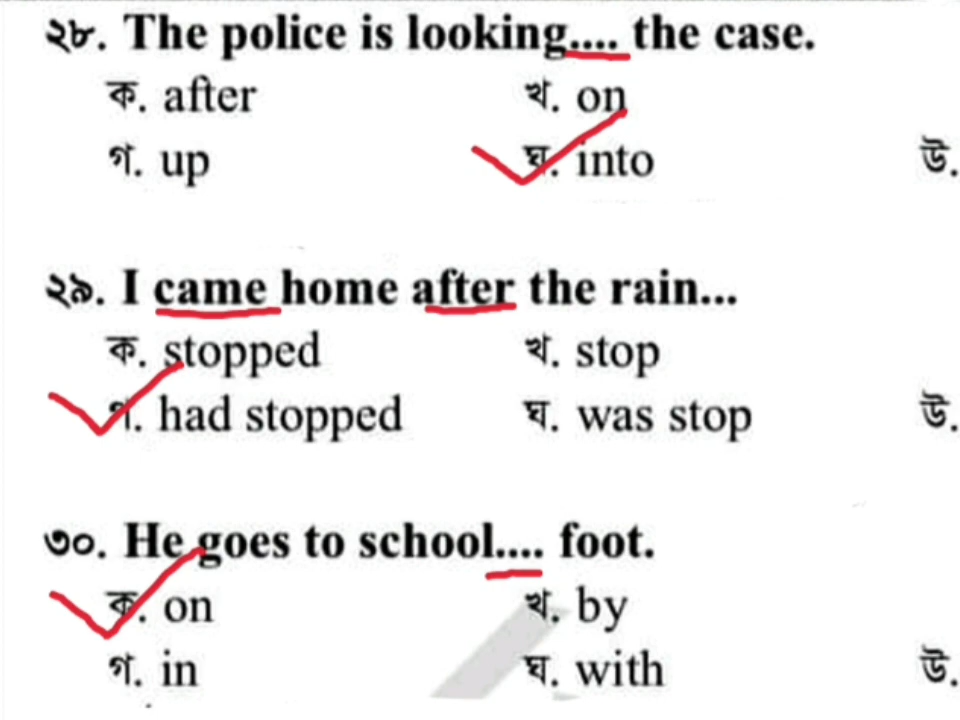 ২৮. The police is looking.... the case.
ক. after খ. on
গ. up ঘ. into উ.
২৯. I came home after the rain...
ক. stopped খ. stop
গ. had stopped ঘ. was stop উ.
৩০. He goes to school.... foot.
ক. on খ. by
গ. in ঘ. with উ.